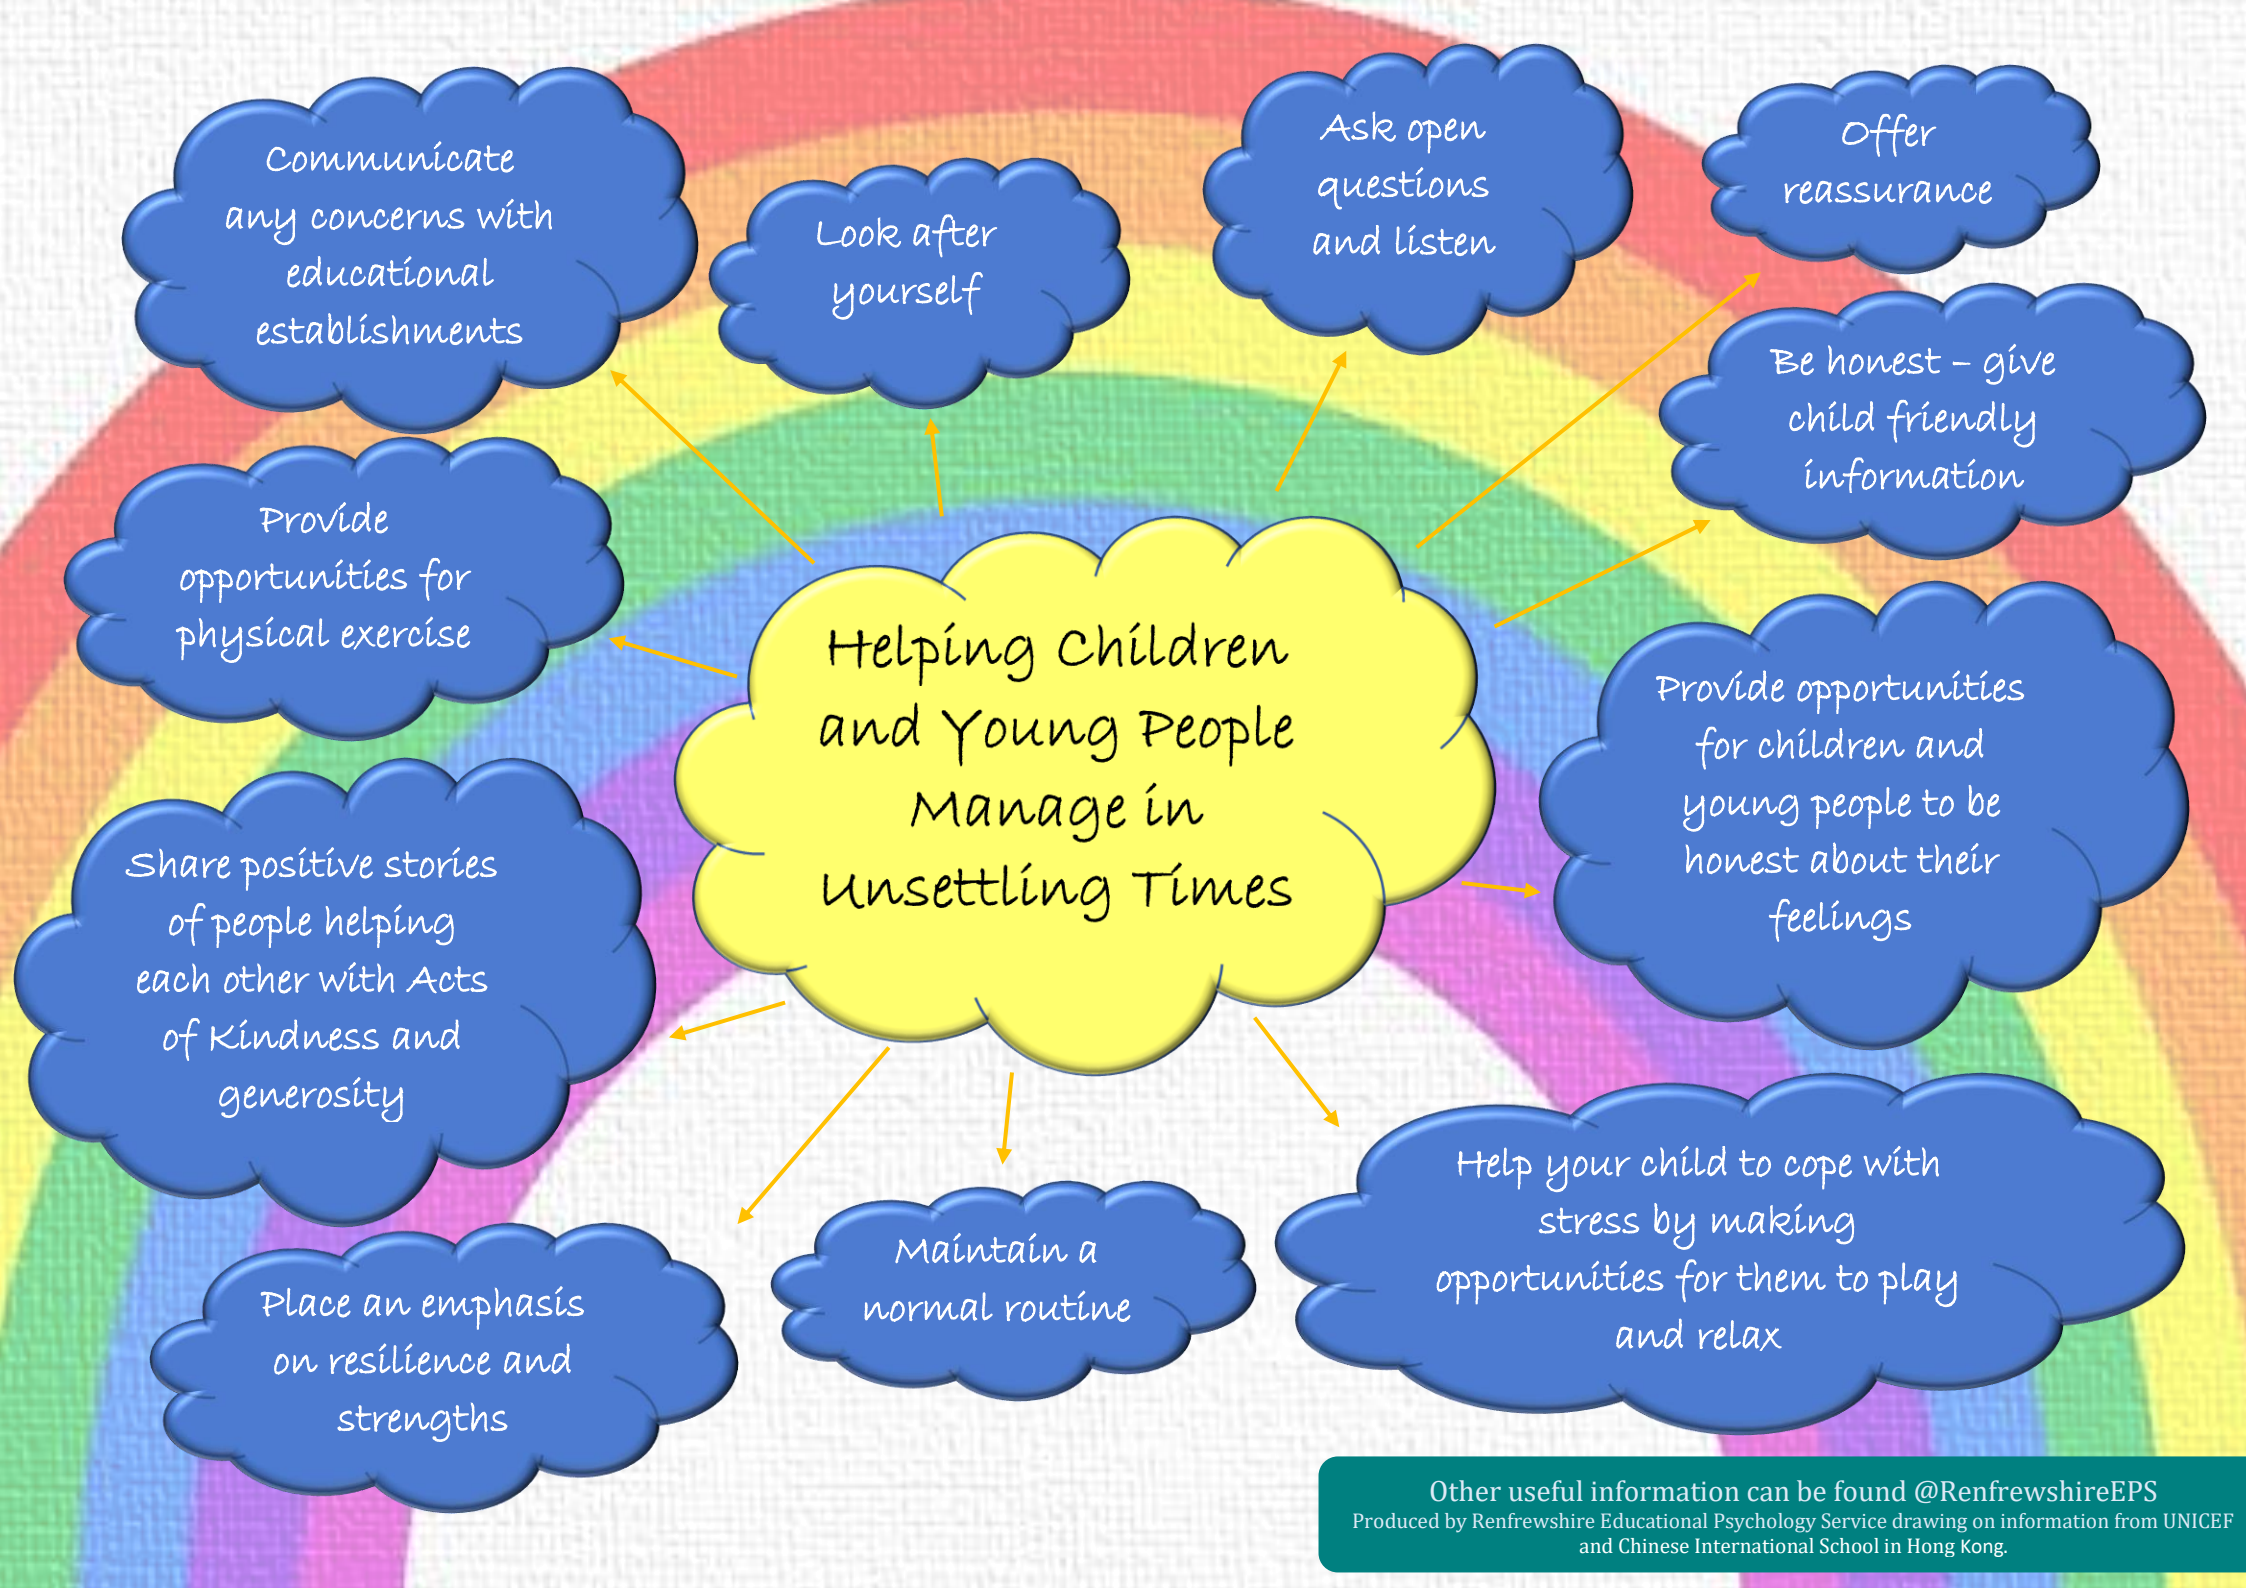 Communicate
any concerns with
educational
establishments
Look after
yourself
Ask open
questions
and listen
Offer
reassurance
Be honest – give
child friendly
information
Provide
opportunities for
physical exercise
Helping Children
and Young People
Manage in
Unsettling Times
Provide opportunities
for children and
young people to be
honest about their
feelings
Share positive stories
of people helping
each other with Acts
of Kindness and
generosity
Help your child to cope with
stress by making
opportunities for them to play
and relax
Maintain a
normal routine
Place an emphasis
on resilience and
strengths
Other useful information can be found @RenfrewshireEPS
Produced by Renfrewshire Educational Psychology Service drawing on information from UNICEF
and Chinese International School in Hong Kong.